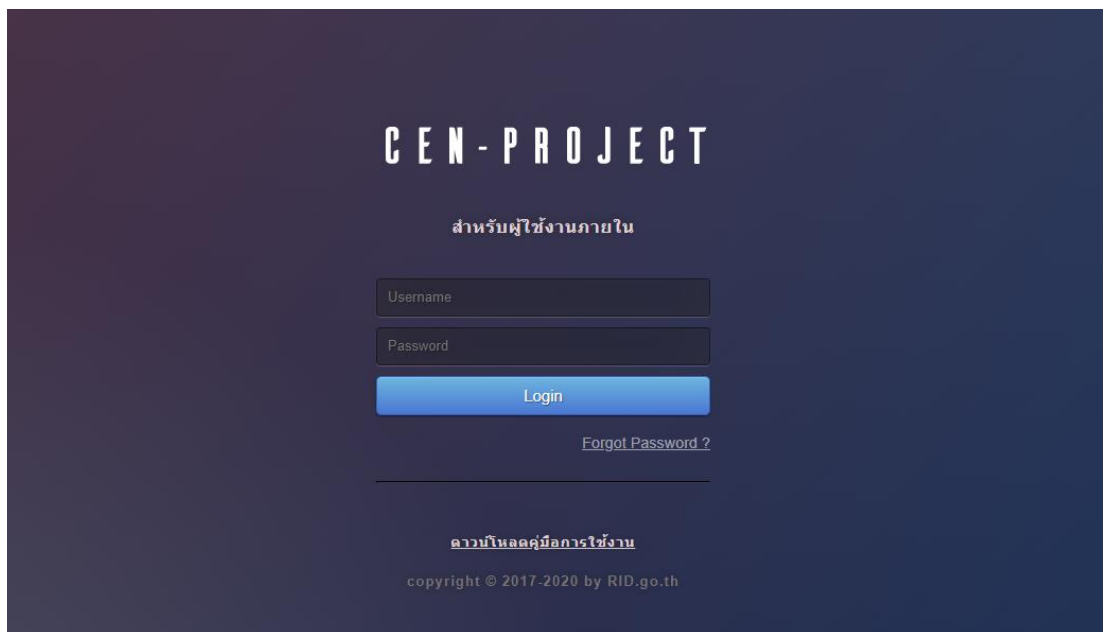 CEN-PROJECT
สำหรับผู้ใช้งานภายใน
Username
Password
Login
Forgot Password ?
ดาวน์โหลดคู่มือการใช้งาน
copyright © 2017-2020 by RID.go.th